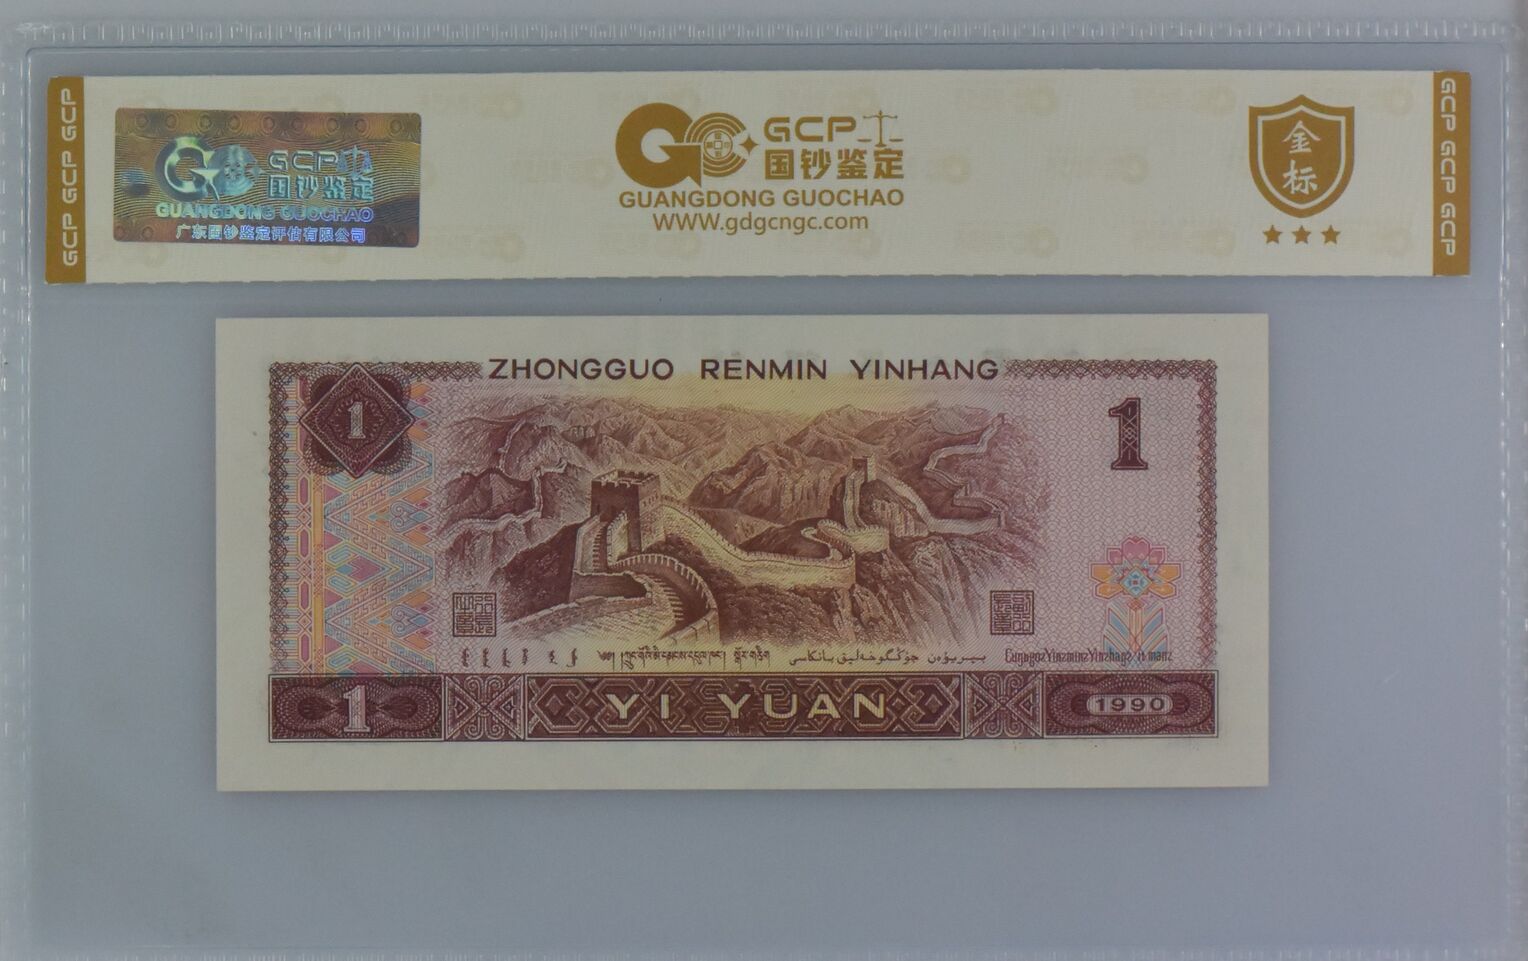 GCP GCP GCP
GCP
国钞鉴定
GUANGDONG GUOCHAO
广东国钞鉴定评估有限公司
GCP
国钞鉴定
GUANGDONG GUOCHAO
WWW.gdgcngc.com
金标
GCP GCP GCP
ZHONGGUO RENMIN YINHANG
1
1
1 YI YUAN 1990